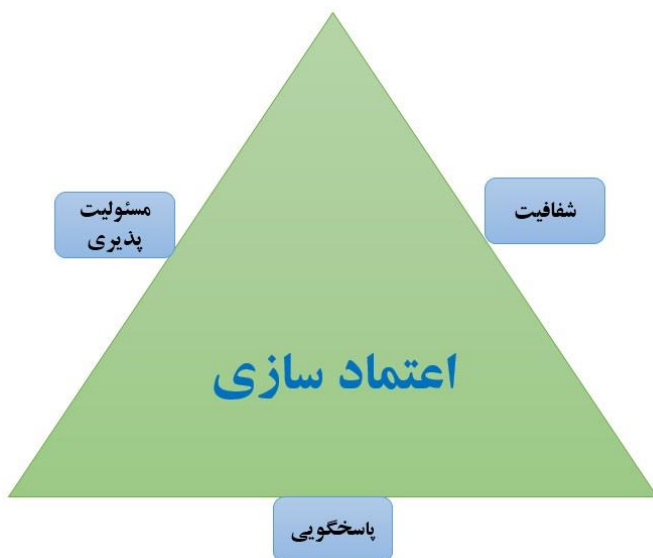 شفافیت
مسئولیت
پذیری
اعتماد سازی
پاسخگویی